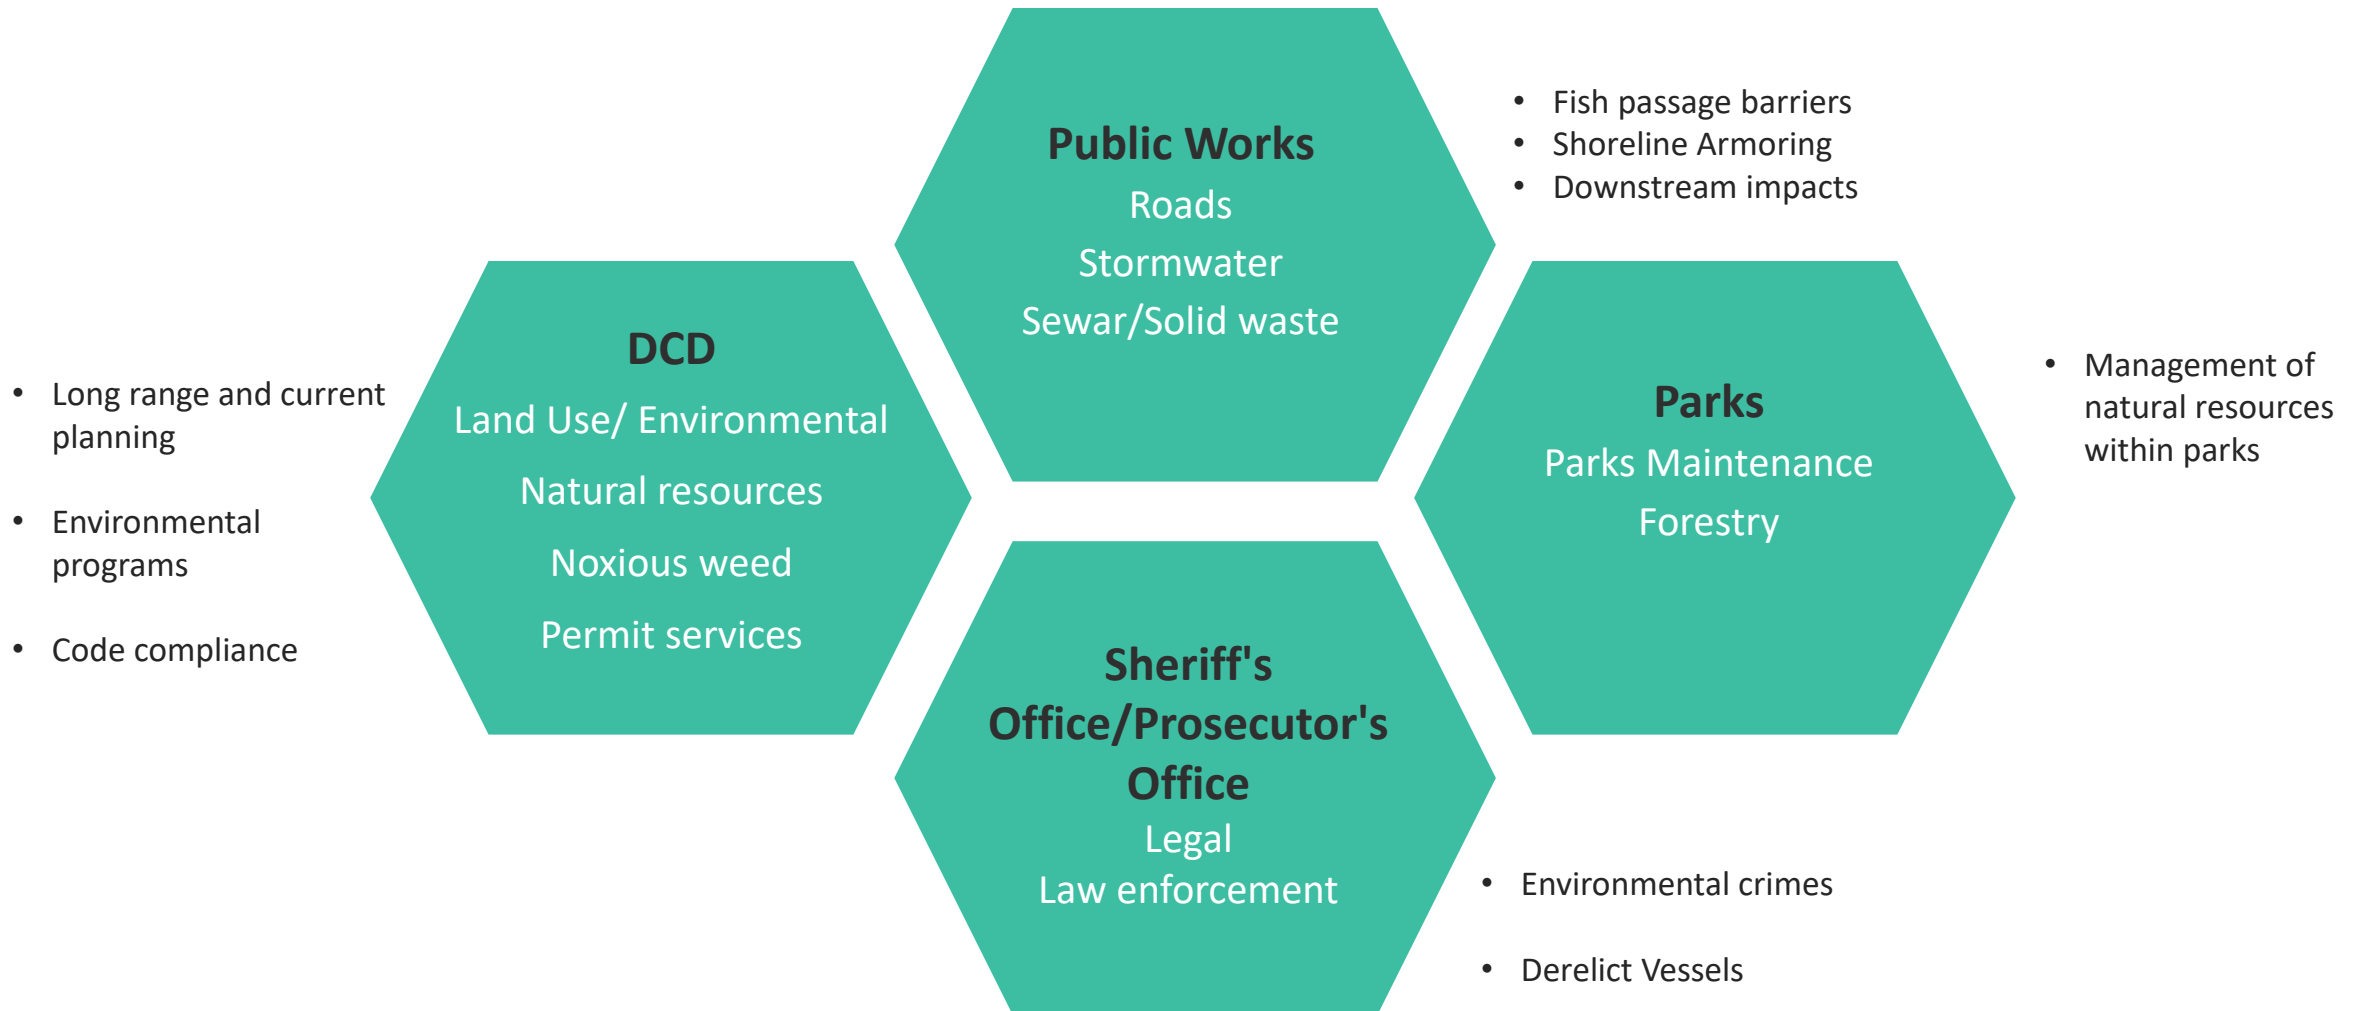 Public Works
Roads
Stormwater
Sewar/Solid waste
• Fish passage barriers
• Shoreline Armoring
• Downstream impacts
• Long range and current
planning
• Environmental
programs
• Code compliance
DCD
Land Use/ Environmental
Natural resources
Noxious weed
Permit services
Parks
Parks Maintenance
Forestry
• Management of
natural resources
within parks
Sheriff's
Office/Prosecutor's
Office
Legal
Law enforcement
• Environmental crimes
• Derelict Vessels